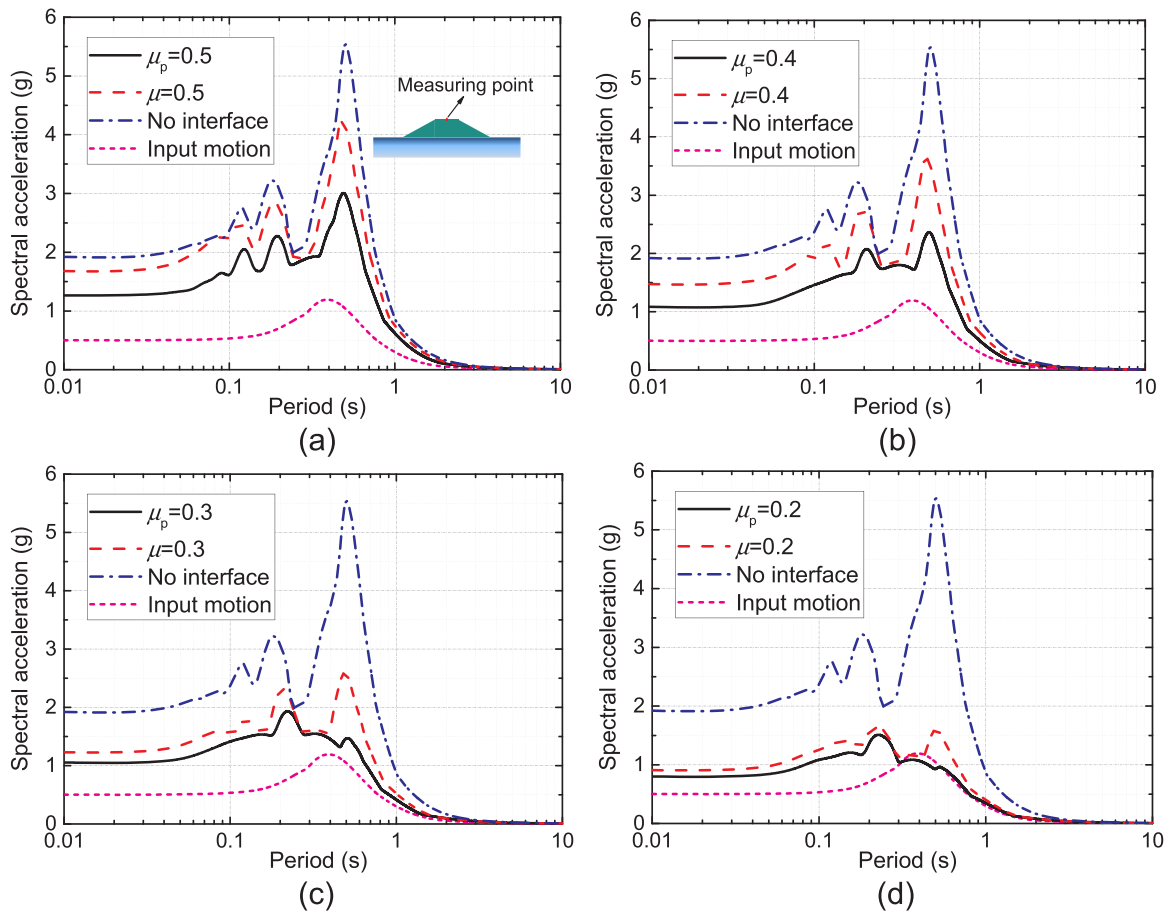 6
5
4
3
2
1
0
Spectral acceleration (g)
μp=0.5
μ=0.5
No interface
Input motion
Measuring point
0.01
0.1
1
10
Period (s)
(a)
6
5
4
3
2
1
0
Spectral acceleration (g)
μp=0.4
μ=0.4
No interface
Input motion
0.01
0.1
1
10
Period (s)
(b)
6
5
4
3
2
1
0
Spectral acceleration (g)
μp=0.3
μ=0.3
No interface
Input motion
0.01
0.1
1
10
Period (s)
(c)
6
5
4
3
2
1
0
Spectral acceleration (g)
μp=0.2
μ=0.2
No interface
Input motion
0.01
0.1
1
10
Period (s)
(d)